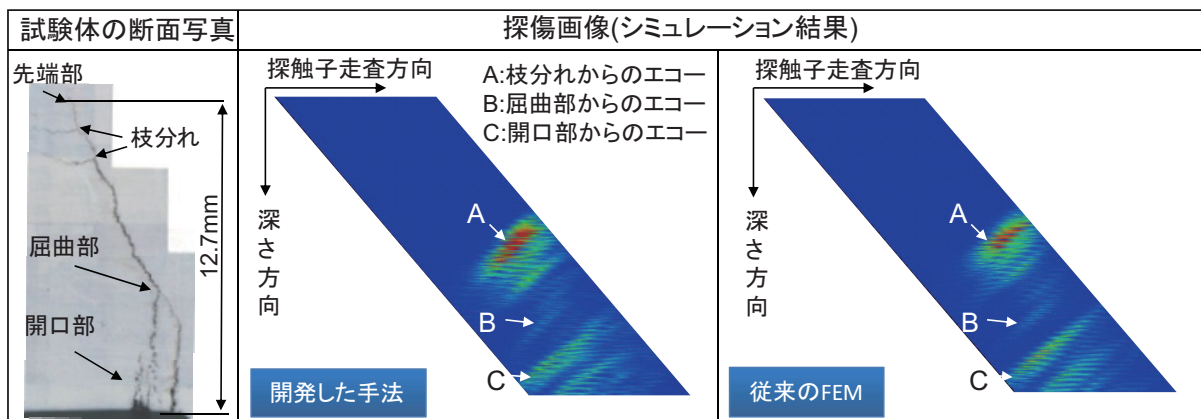 試験体の断面写真
探傷画像(シミュレーション結果)
先端部
枝分れ
屈曲部
開口部
12.7mm
探触子走査方向
深さ方向
A:枝分れからのエコー
B:屈曲部からのエコー
C:開口部からのエコー
A
B
C
開発した手法
探触子走査方向
深さ方向
A
B
C
従来のFEM